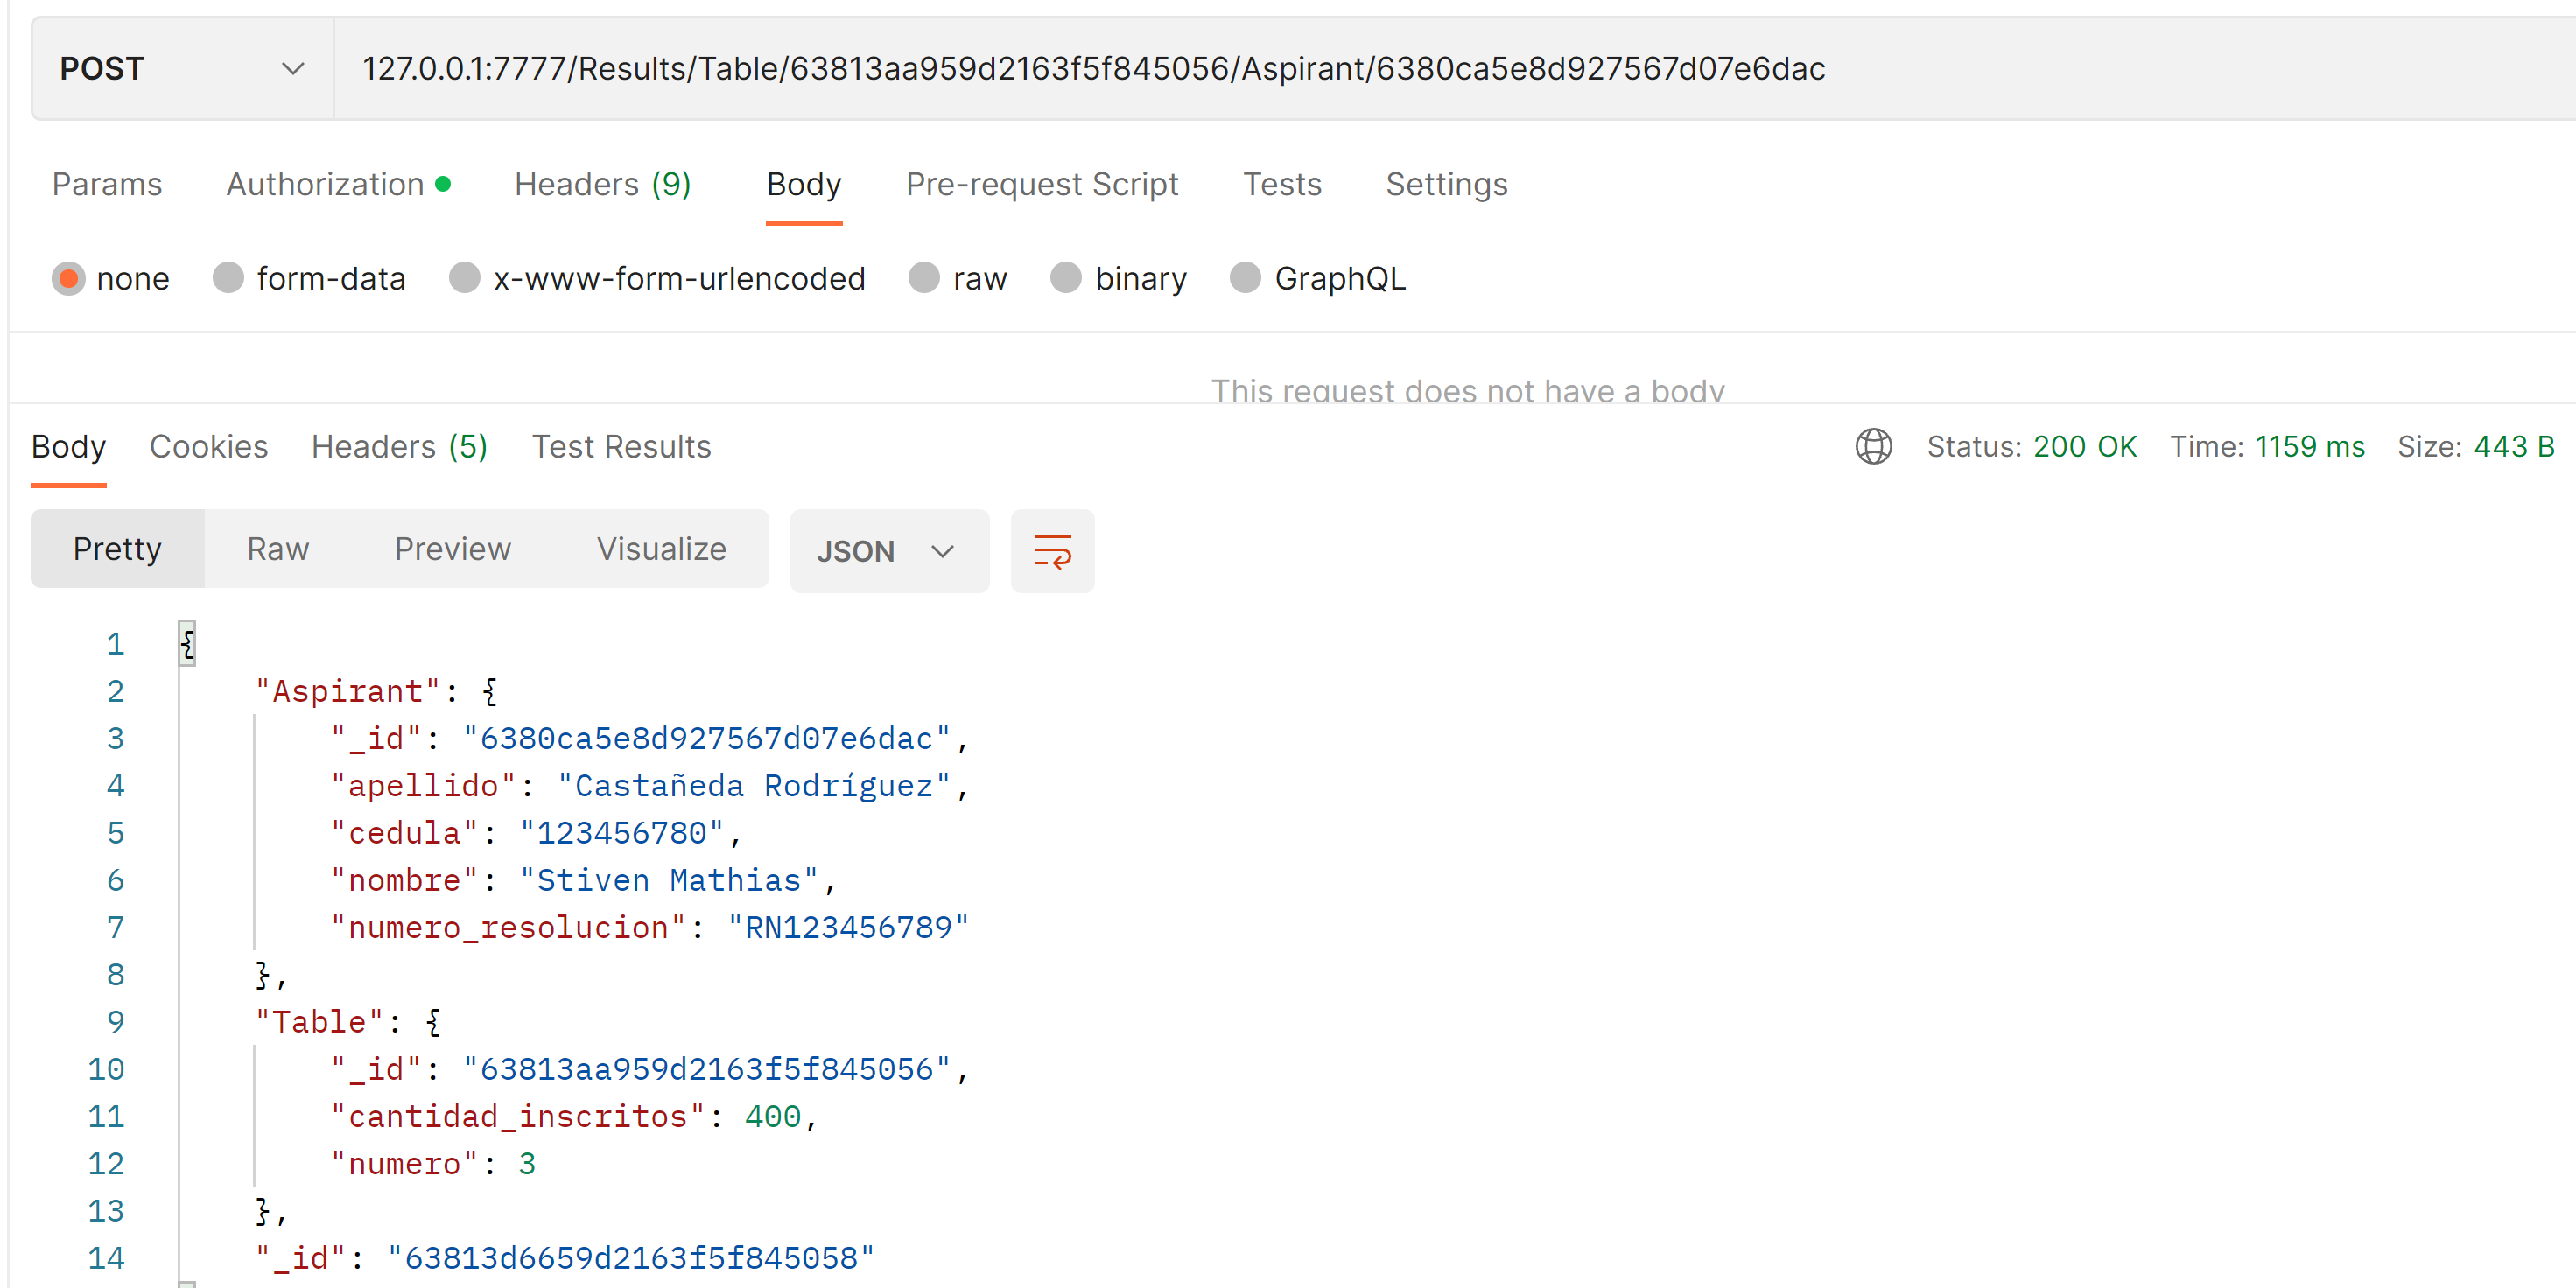 POST 127.0.0.1:7777/Results/Table/63813aa959d2163f5f845056/Aspirant/6380ca5e8d927567d07e6dac
Params Authorization Headers (9) Body Pre-request Script Tests Settings
none form-data x-www-form-urlencoded raw binary GraphQL
This request does not have a body
Body Cookies Headers (5) Test Results Status: 200 OK Time: 1159 ms Size: 443 B
Pretty Raw Preview Visualize JSON
1 {
2 "Aspirant": {
3 "_id": "6380ca5e8d927567d07e6dac",
4 "apellido": "Castañeda Rodríguez",
5 "cedula": "123456780",
6 "nombre": "Stiven Mathias",
7 "numero_resolucion": "RN123456789"
8 },
9 "Table": {
10 "_id": "63813aa959d2163f5f845056",
11 "cantidad_inscritos": 400,
12 "numero": 3
13 },
14 "_id": "63813d6659d2163f5f845058"